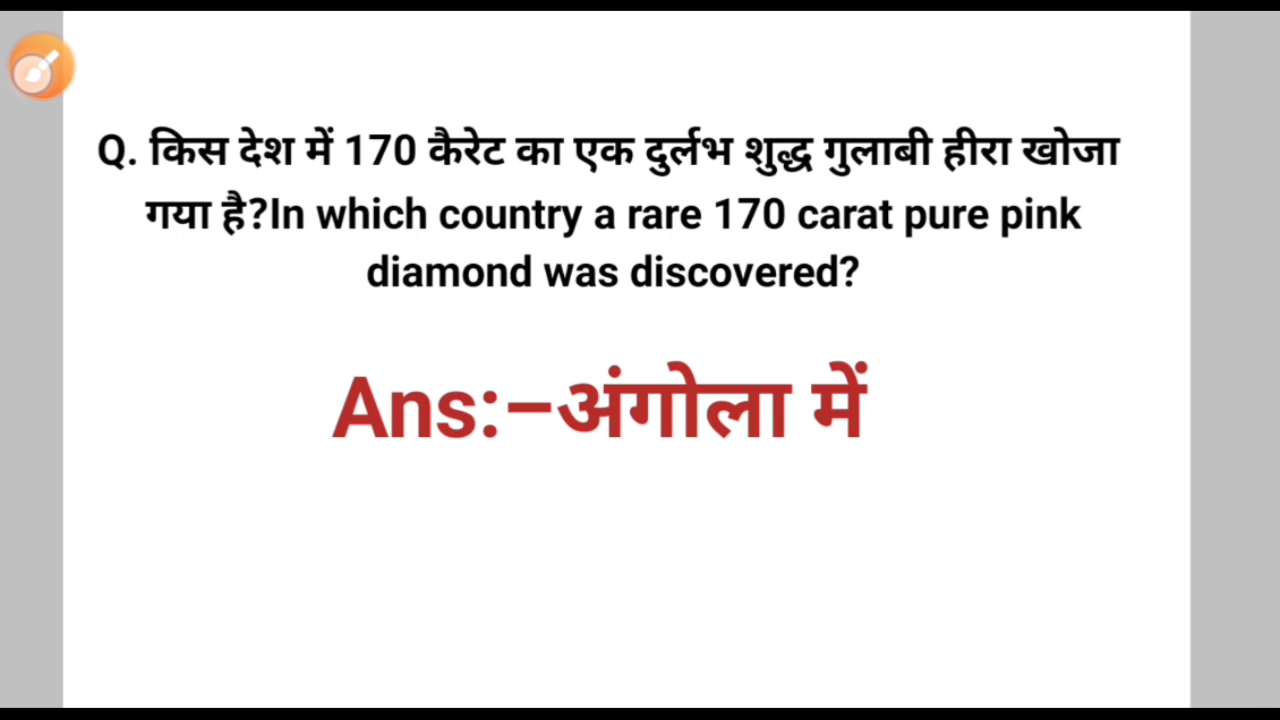 Q. किस देश में 170 कैरेट का एक दुर्लभ शुद्ध गुलाबी हीरा खोजा
गया है?In which country a rare 170 carat pure pink
diamond was discovered?
Ans:–अंगोला में